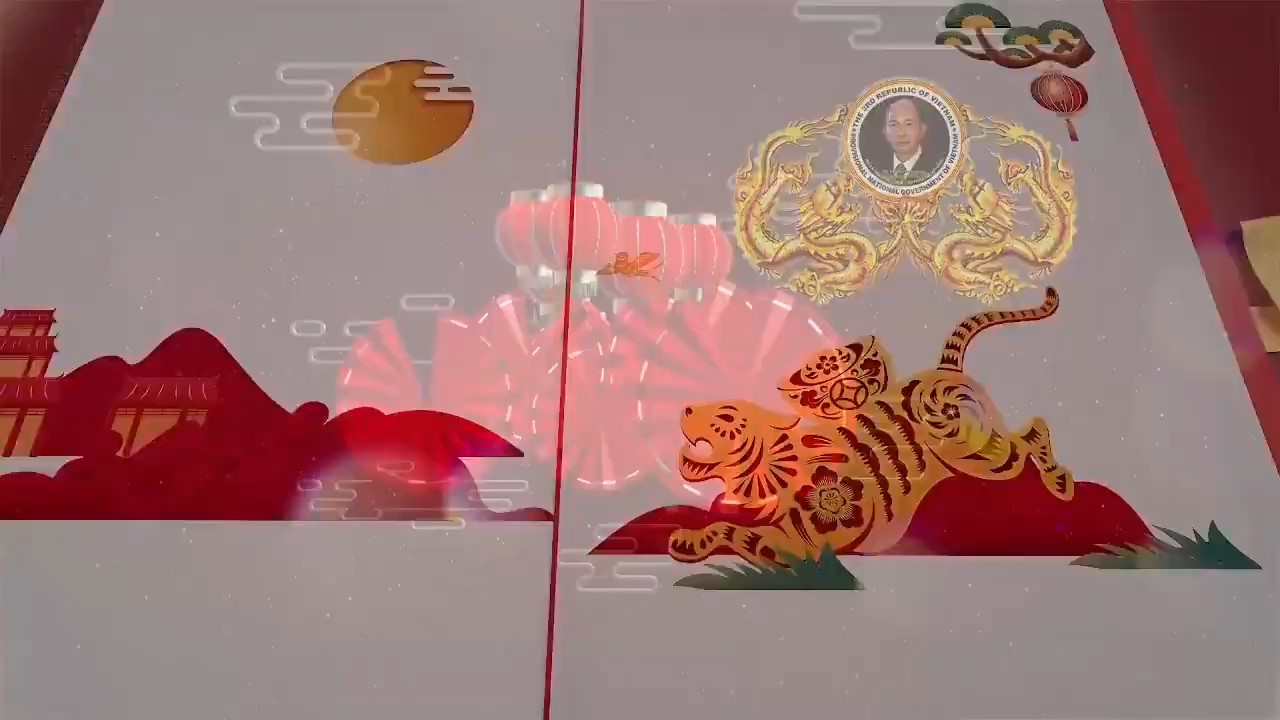 THE 3RD REPUBLIC OF VIETNAM
PROVISIONAL NATIONAL GOVERNMENT OF VIETNAM